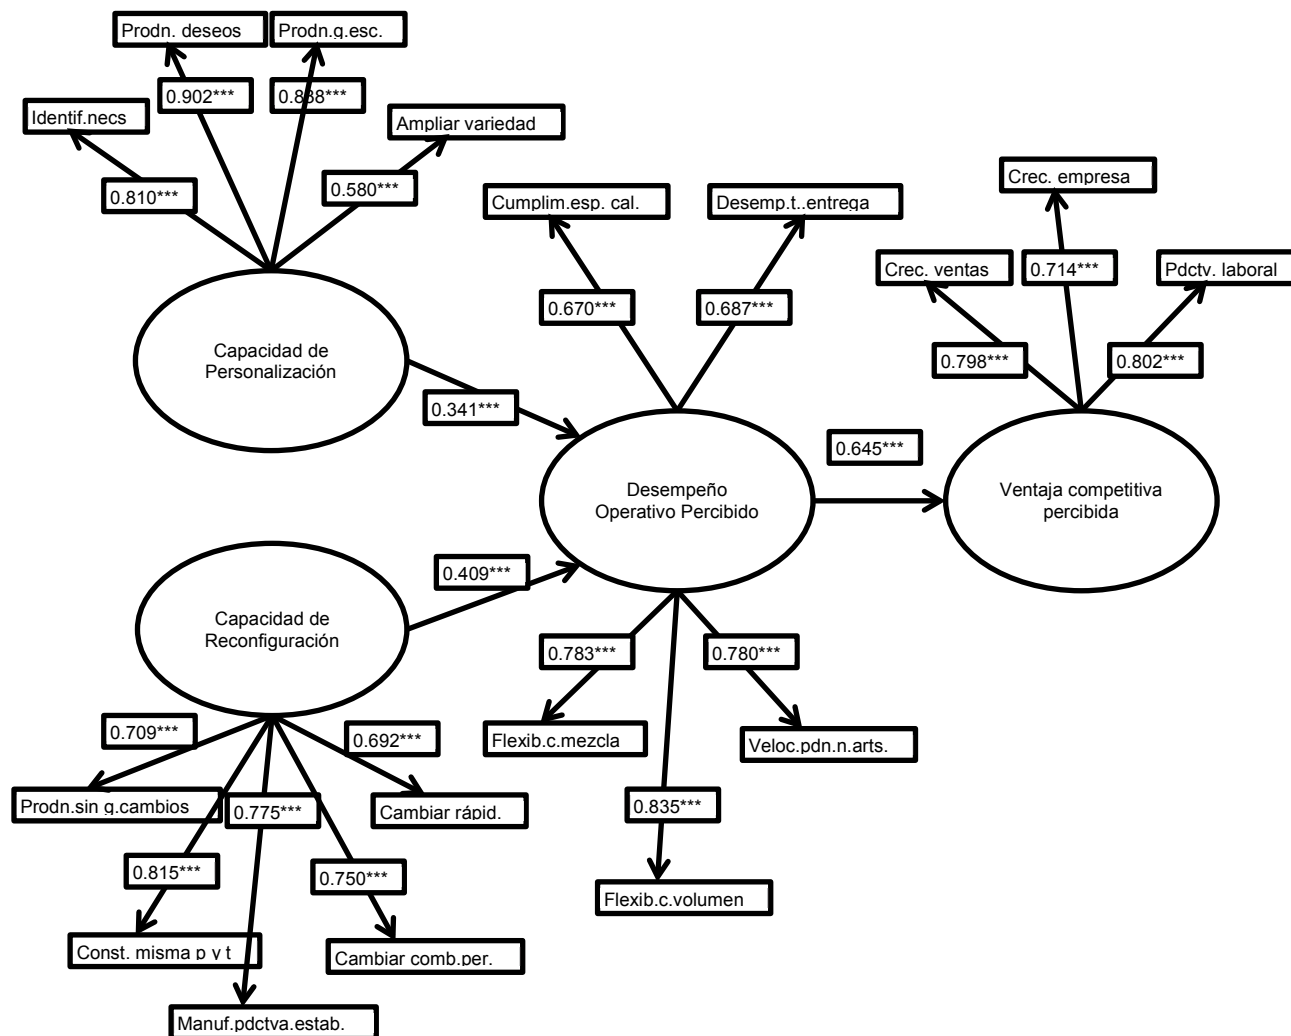 Prodn. deseos
Prodn.g.esc.
0.902***
0.838***
Identif.necs
Ampliar variedad
0.810***
0.580***
Crec. empresa
Cumplim.esp. cal.
Desemp.t..entrega
Crec. ventas
0.714***
Pdctv. laboral
0.670***
0.687***
0.798***
0.802***
Capacidad de
Personalización
0.341***
0.645***
Desempeño
Operativo Percibido
Ventaja competitiva
percibida
0.409***
Capacidad de
Reconfiguración
0.783***
0.780***
0.709***
0.692***
Flexib.c.mezcla
Veloc.pdn.n.arts.
Prodn.sin g.cambios
0.775***
Cambiar rápid.
0.835***
0.815***
0.750***
Flexib.c.volumen
Const. misma p y t
Cambiar comb.per.
Manuf.pdctva.estab.